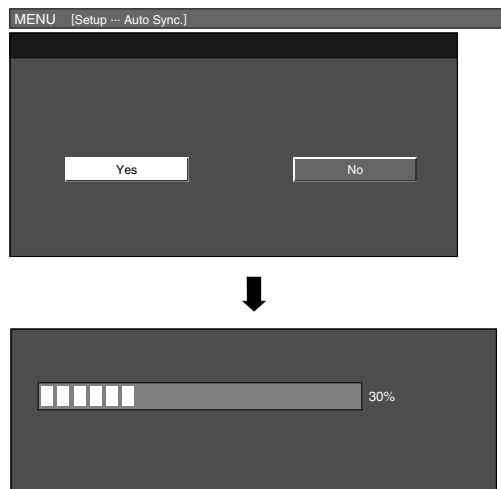 MENU [Setup ··· Auto Sync.]
Yes No
30%